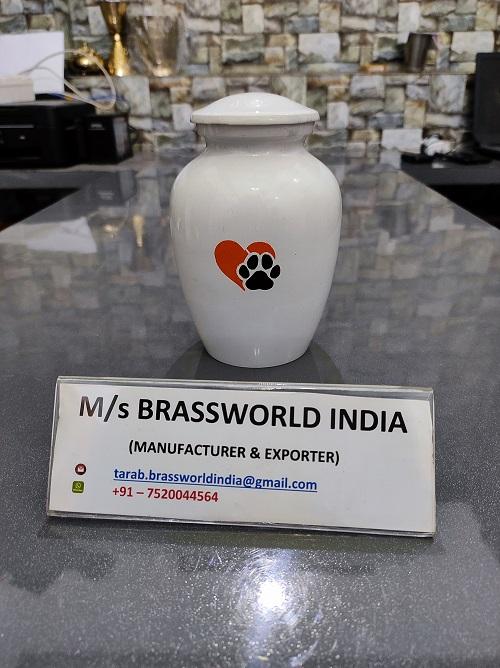 M/s BRASSWORLD INDIA
(MANUFACTURER & EXPORTER)
tarab.brassworldindia@gmail.com
+91 – 7520044564